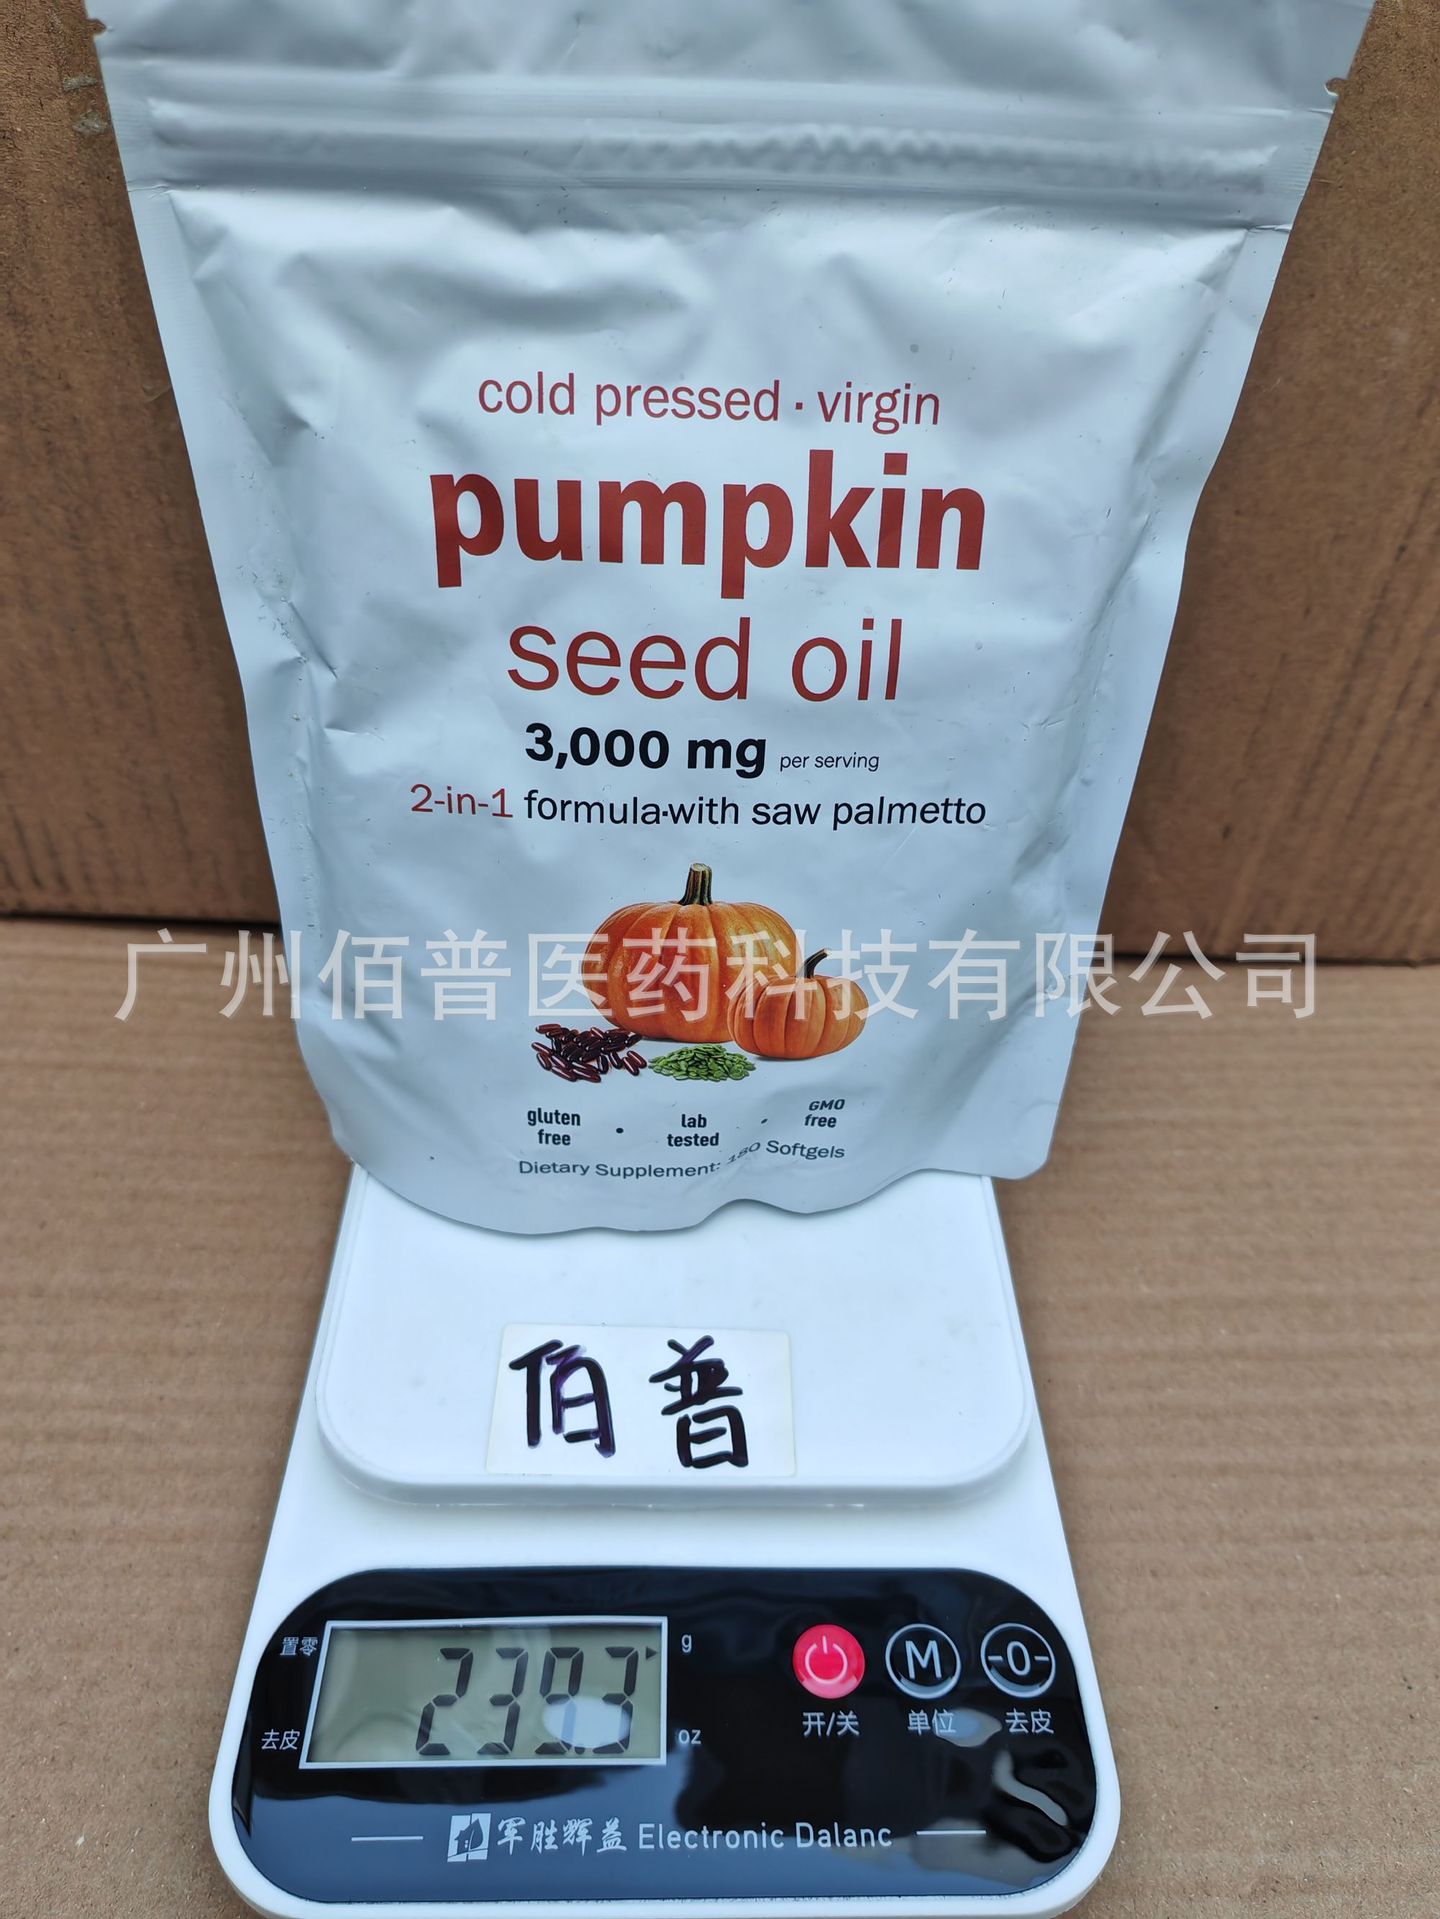 cold pressed · virgin
pumpkin
seed oil
3,000 mg per serving
2-in-1 formula·with saw palmetto
广州佰普医药科技有限公司
gluten free · lab tested · GMO free
Dietary Supplement: 180 Softgels
佰普
置零
239.3
g
去皮
oz
开/关
M
单位
-0-
去皮
军胜辉益 Electronic Dalanc